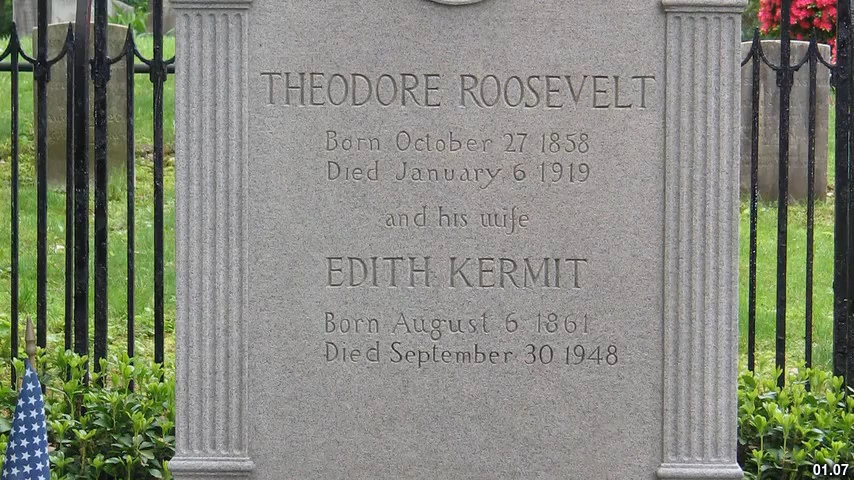 THEODORE ROOSEVELT
Born October 27 1858
Died January 6 1919
and his wife
EDITH KERMIT
Born August 6 1861
Died September 30 1948
01.07